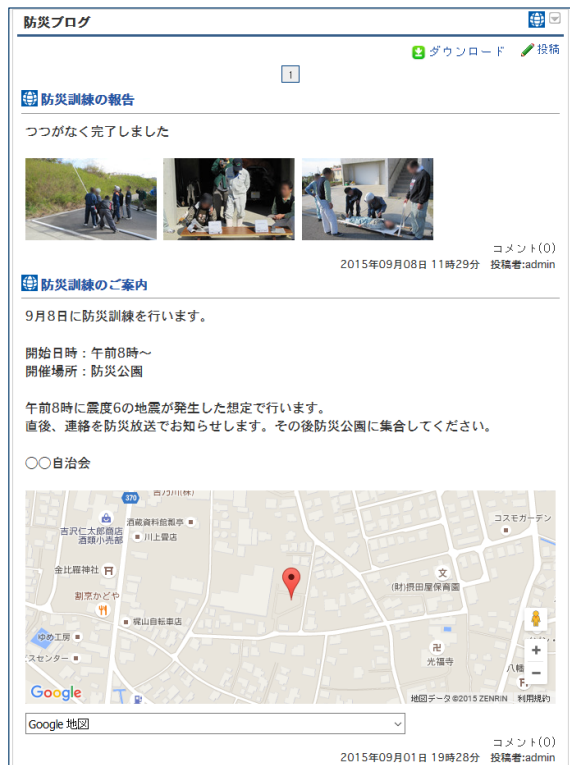 防災ブログ
ダウンロード 投稿
1
防災訓練の報告
つつがなく完了しました
コメント(0)
2015年09月08日 11時29分 投稿者:admin
防災訓練のご案内
9月8日に防災訓練を行います。
開始日時：午前8時～
開催場所：防災公園
午前8時に震度6の地震が発生した想定で行います。
直後、連絡を防災放送でお知らせします。その後防災公園に集合してください。
○○自治会
370
吉乃川(株)
吉沢仁太郎商店
酒類小売部
酒蔵資料館瓢亭
川上畳店
コスモガーデン
金比羅神社
割烹かどや
文
(財)摂田屋保育園
梶山自転車店
ゆめ工房
スセンター
卍
光福寺
八幡
+
−
Google
地図データ ©2015 ZENRIN 利用規約
Google 地図
コメント(0)
2015年09月01日 19時28分 投稿者:admin